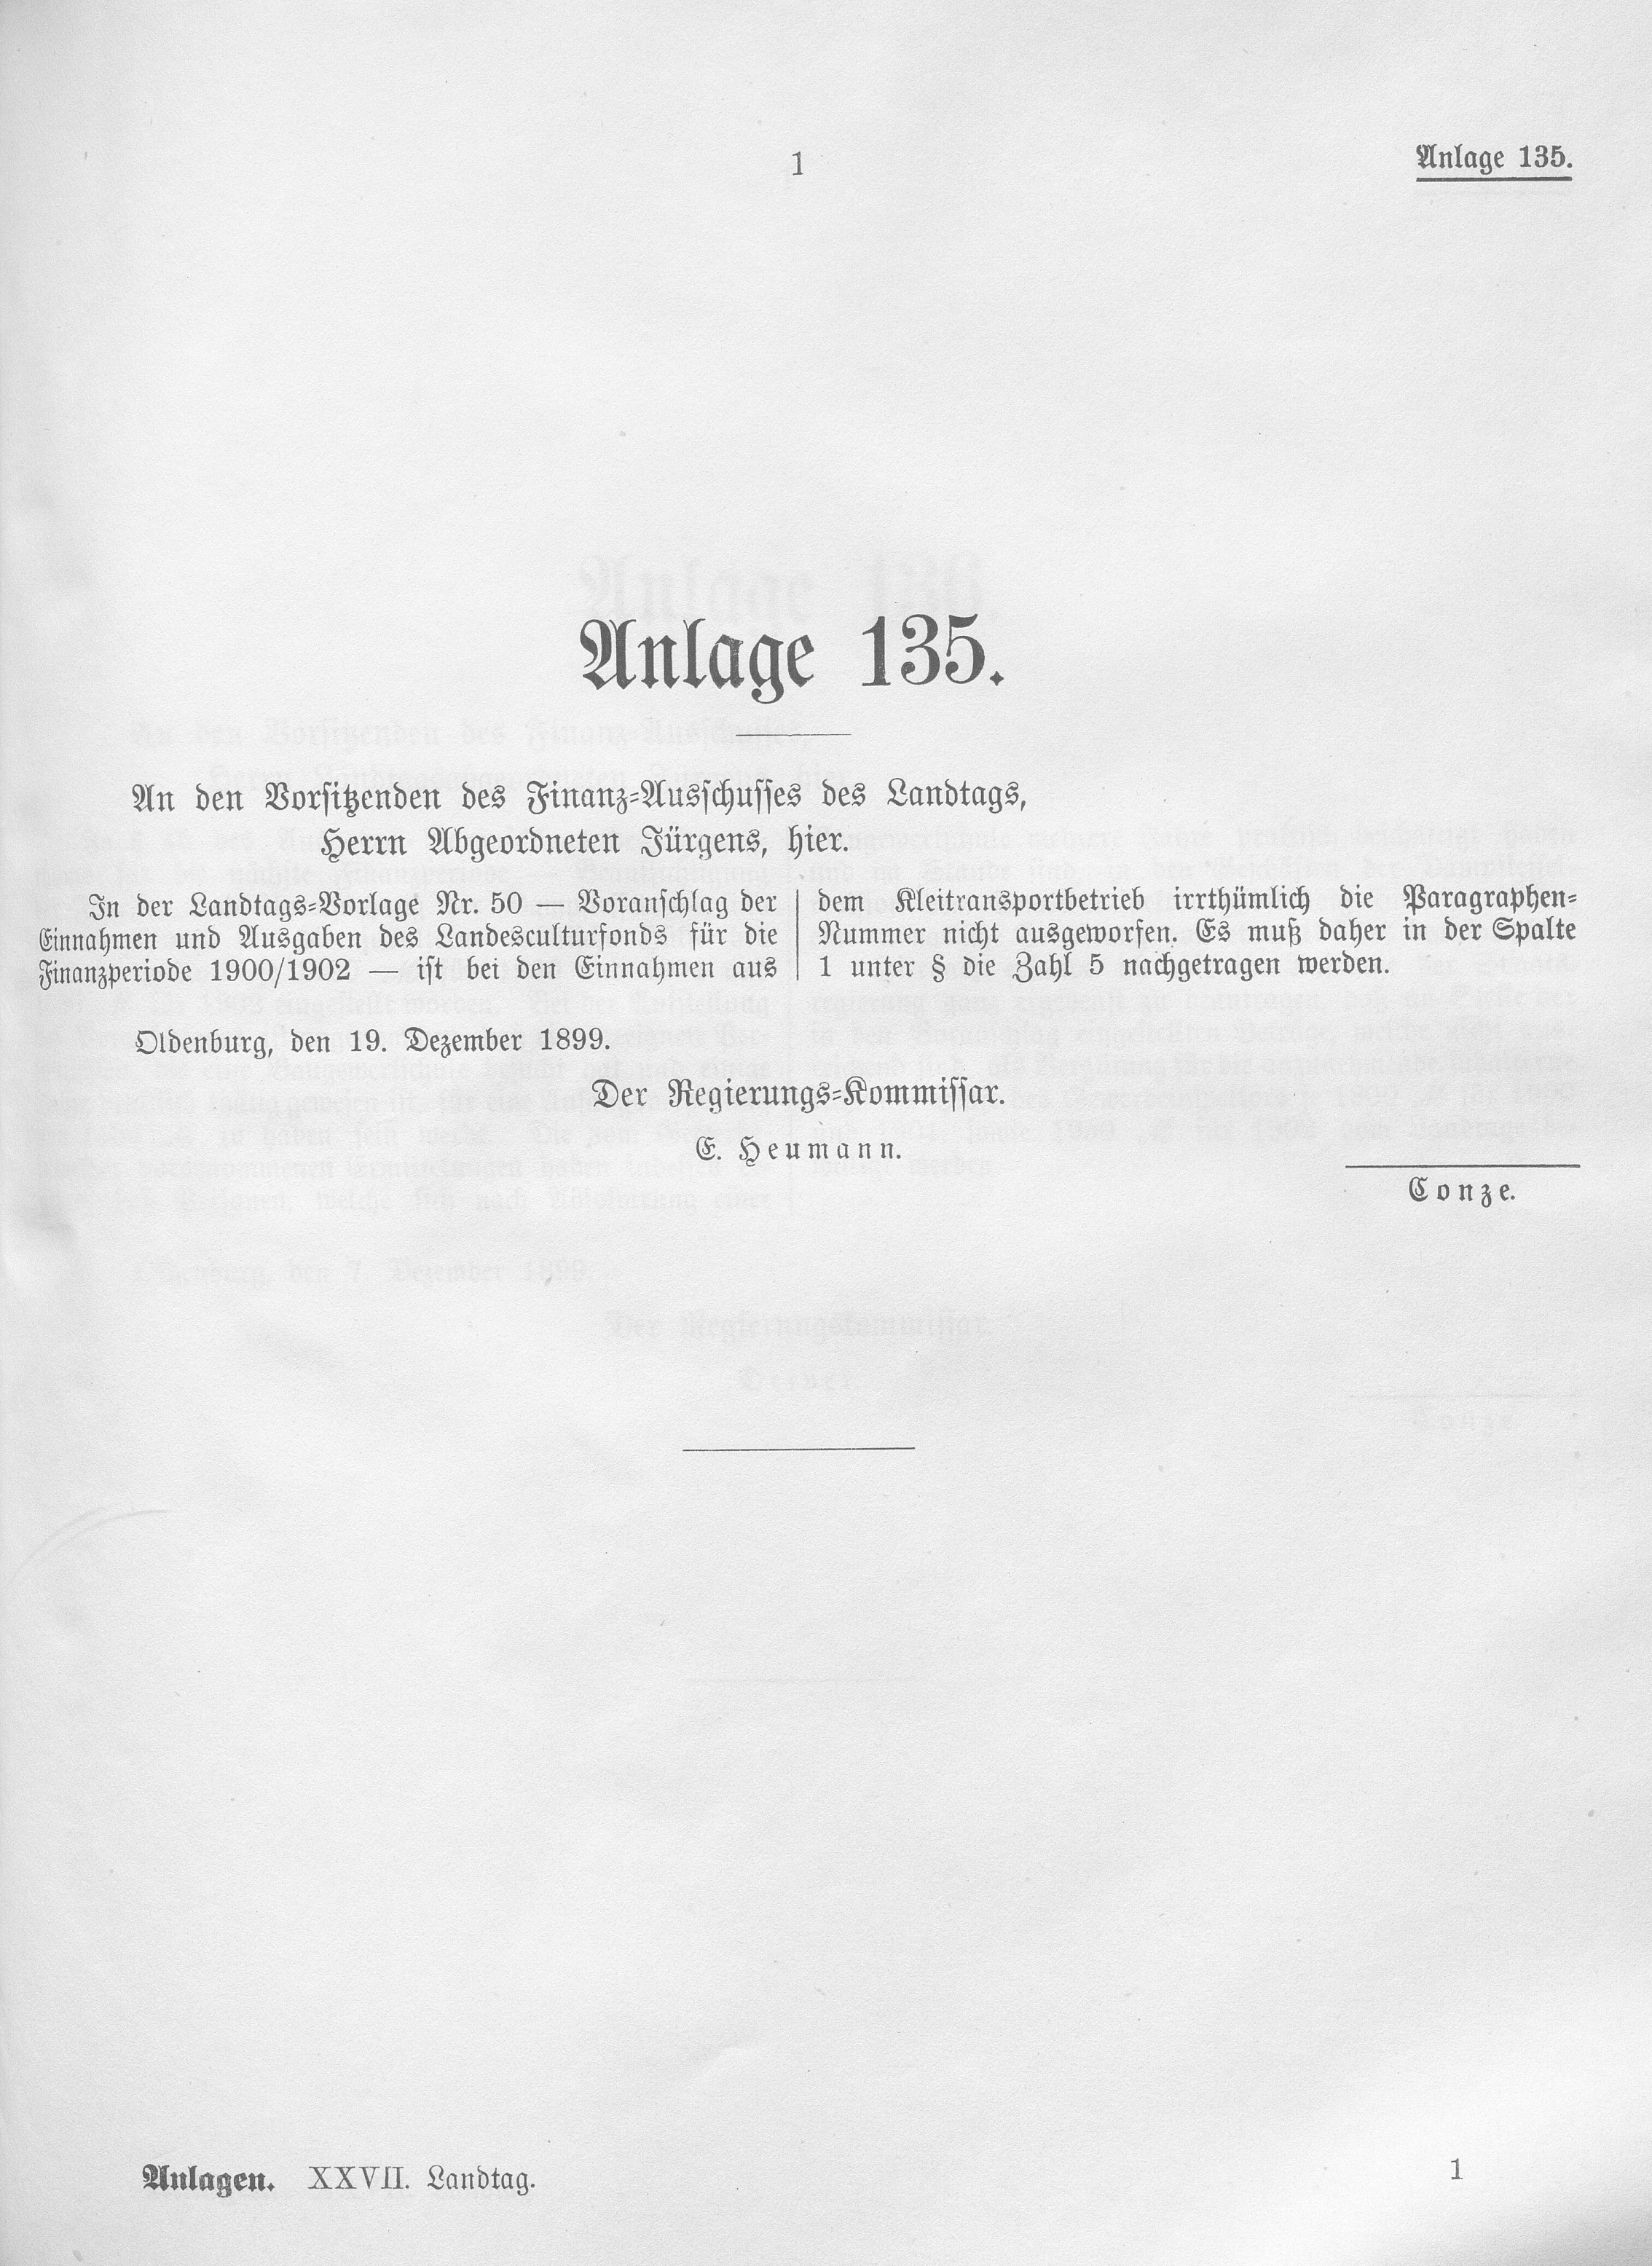 1
Anlage 135.
Anlage 135.
An den Vorsitzenden des Finanz-Ausschusses des Landtags,
Herrn Abgeordneten Jürgens, hier.
In der Landtags-Vorlage Nr. 50 — Voranschlag der
Einnahmen und Ausgaben des Landesculturfonds für die
Finanzperiode 1900/1902 — ist bei den Einnahmen aus
dem Kleitransportbetrieb irrthümlich die Paragraphen-
Nummer nicht ausgeworfen. Es muß daher in der Spalte
1 unter § die Zahl 5 nachgetragen werden.
Oldenburg, den 19. Dezember 1899.
Der Regierungs-Kommissar.
E. Heumann.
Conze.
Anlagen. XXVII. Landtag.
1